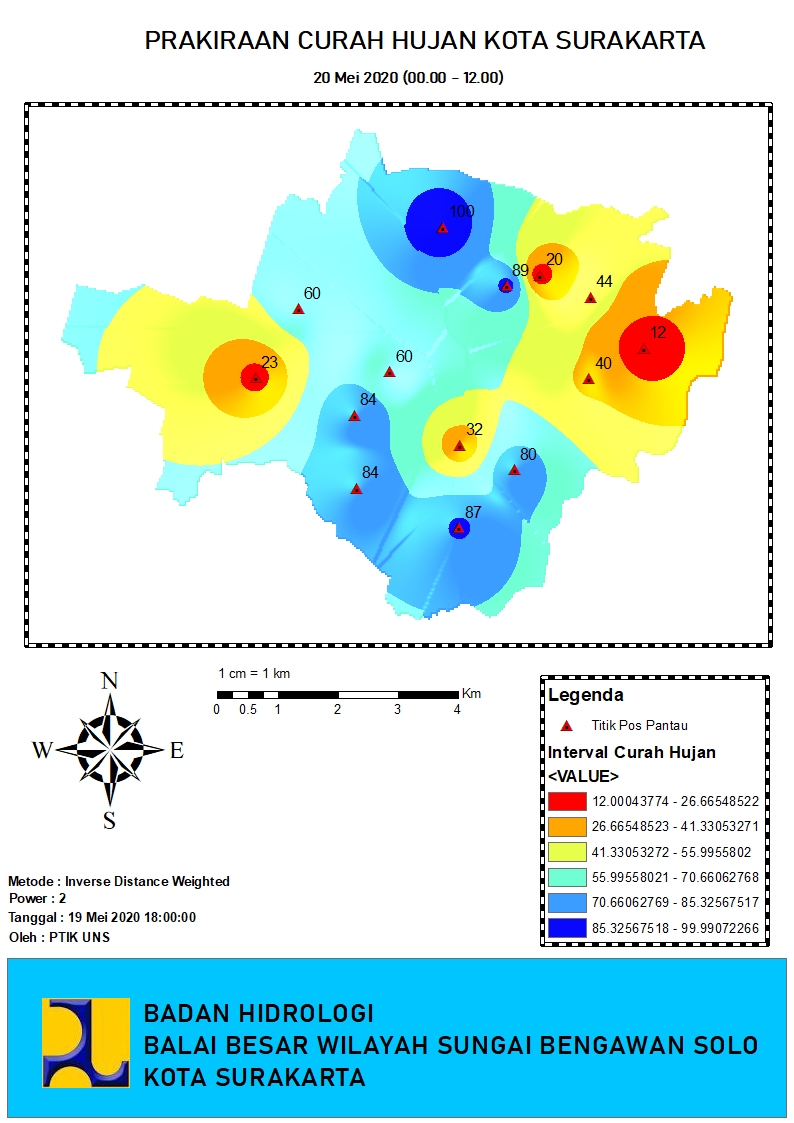 PRAKIRAAN CURAH HUJAN KOTA SURAKARTA
20 Mei 2020 (00.00 - 12.00)
100
89
20
44
60
12
60
40
23
84
32
80
84
87
N
W
E
S
1 cm = 1 km
Km
0 0.5 1 2 3 4
Legenda
Titik Pos Pantau
Interval Curah Hujan
<VALUE>
12.00043774 - 26.66548522
26.66548523 - 41.33053271
41.33053272 - 55.9955802
55.99558021 - 70.66062768
70.66062769 - 85.32567517
85.32567518 - 99.99072266
Metode : Inverse Distance Weighted
Power : 2
Tanggal : 19 Mei 2020 18:00:00
Oleh : PTIK UNS
BADAN HIDROLOGI
BALAI BESAR WILAYAH SUNGAI BENGAWAN SOLO
KOTA SURAKARTA